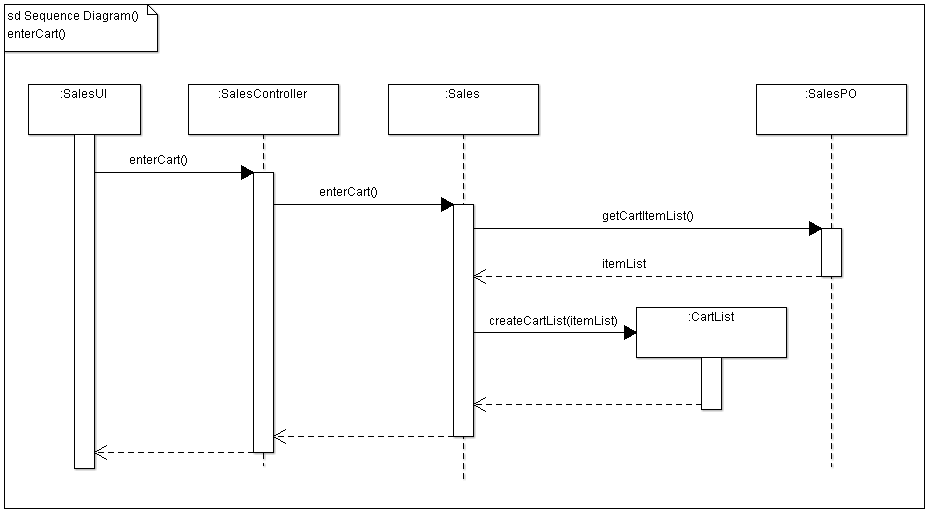 sd Sequence Diagram()
enterCart()
:SalesUI
:SalesController
:Sales
:SalesPO
enterCart()
enterCart()
getCartItemList()
itemList
createCartList(itemList)
:CartList